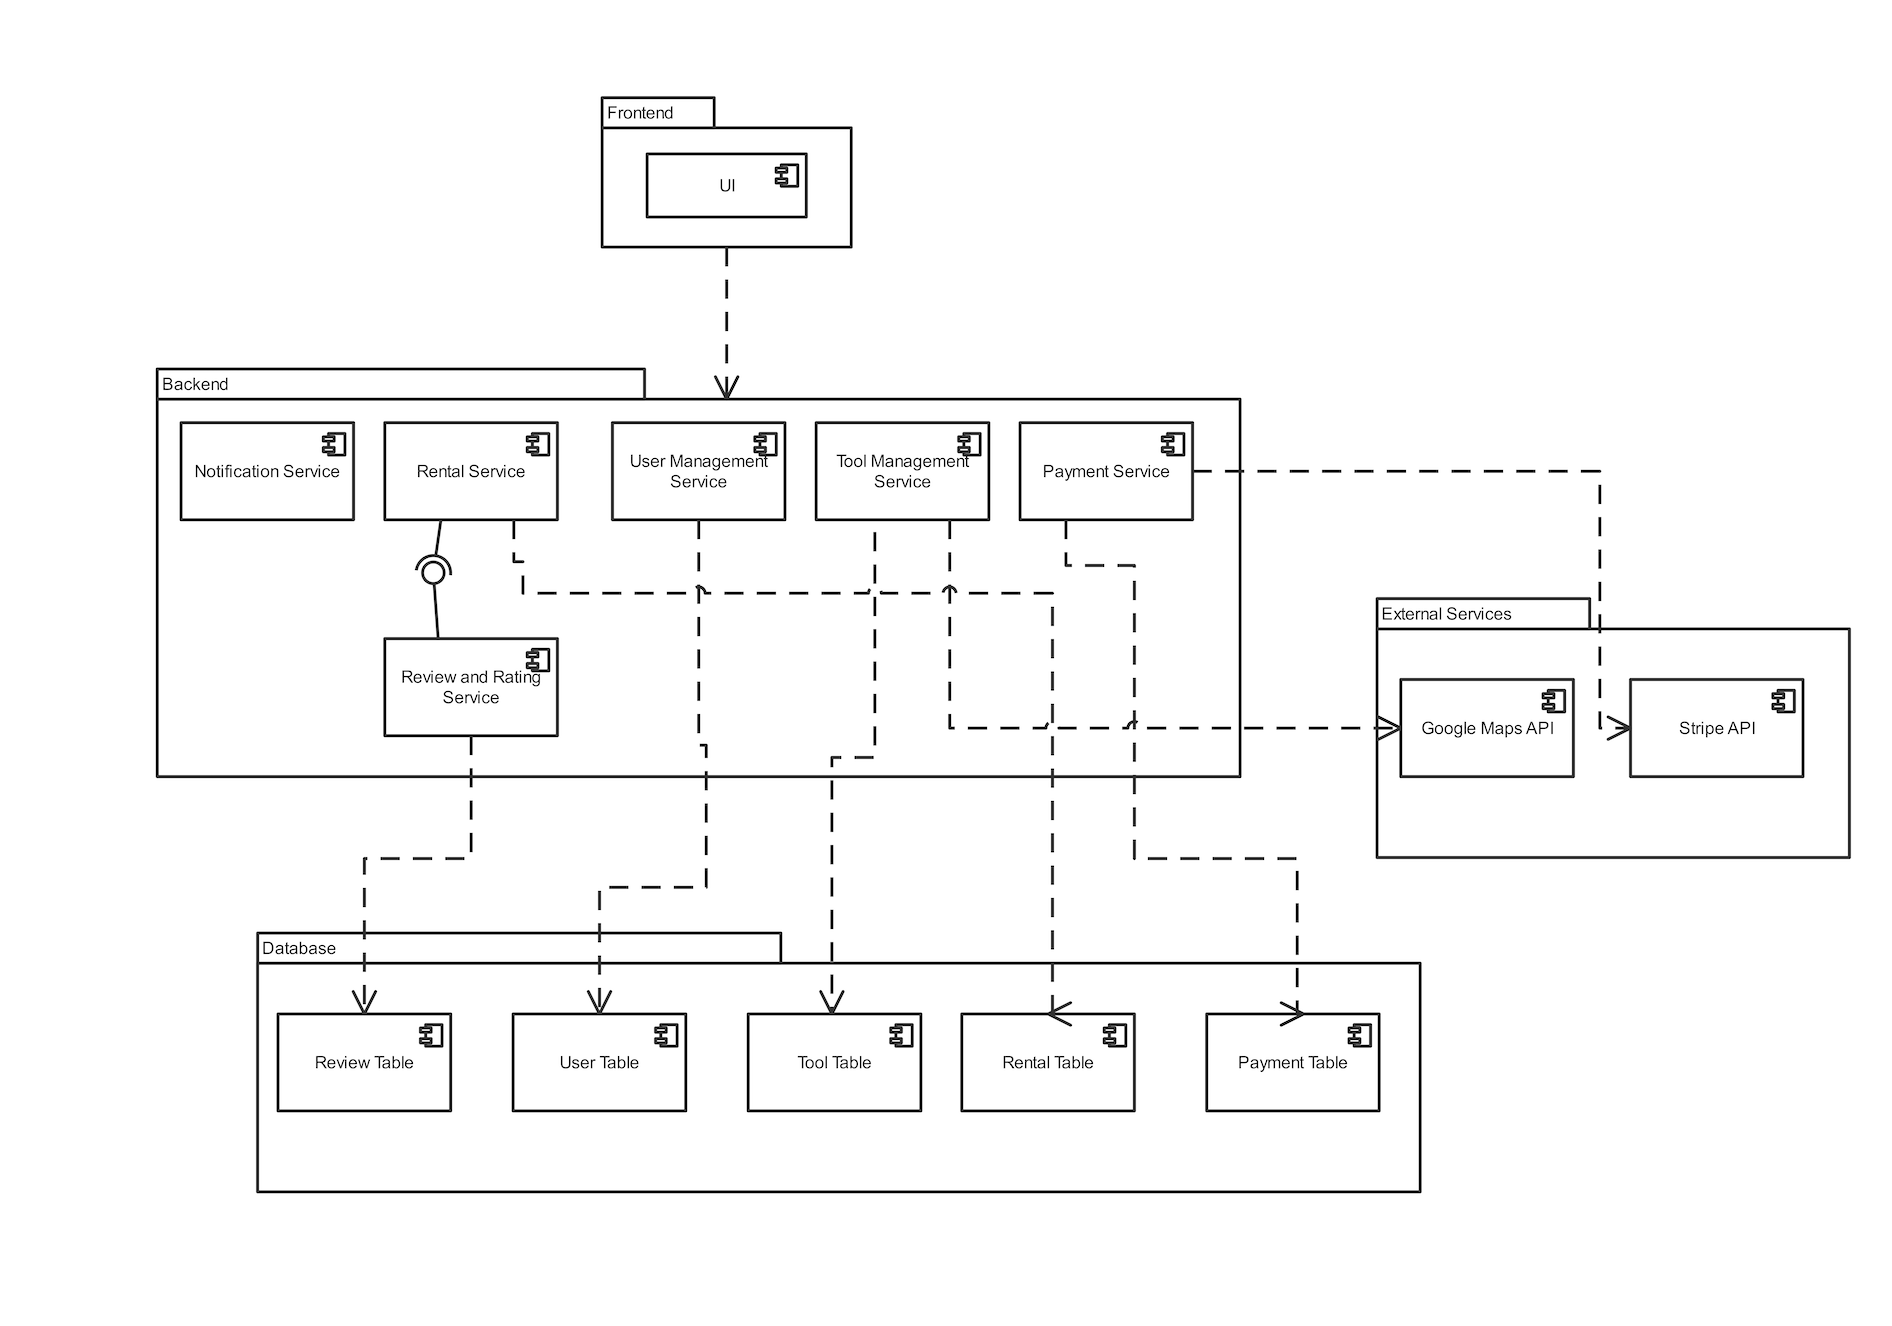 Frontend
UI
Backend
Notification Service
Rental Service
User Management
Service
Tool Management
Service
Payment Service
Review and Rating
Service
External Services
Google Maps API
Stripe API
Database
Review Table
User Table
Tool Table
Rental Table
Payment Table